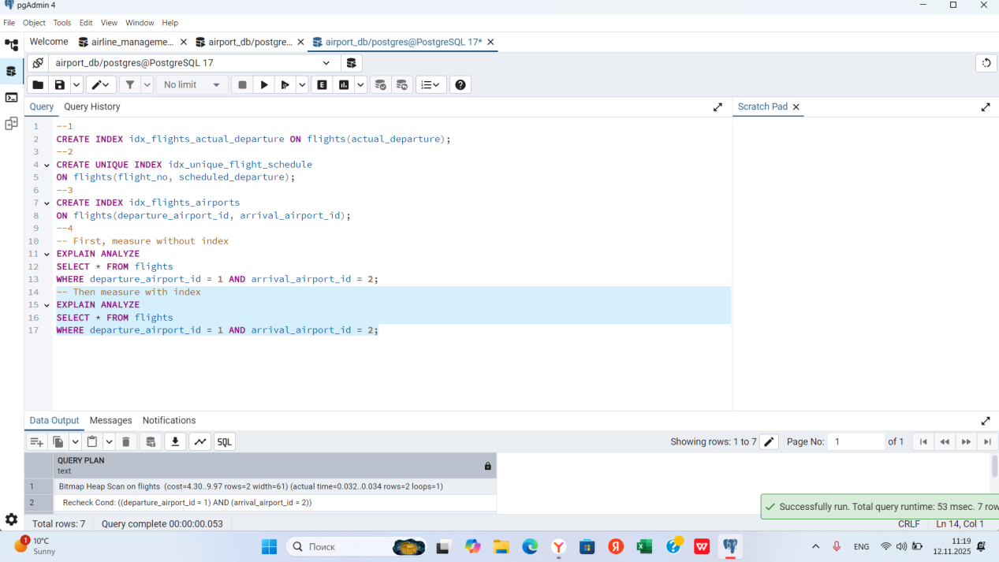 pgAdmin 4
File Object Tools Edit View Window Help
Welcome airline_manageme... airport_db/postgre... airport_db/postgres@PostgreSQL 17*
airport_db/postgres@PostgreSQL 17
No limit E
Query Query History Scratch Pad
1 --1
2 CREATE INDEX idx_flights_actual_departure ON flights(actual_departure);
3 --2
4 CREATE UNIQUE INDEX idx_unique_flight_schedule
5 ON flights(flight_no, scheduled_departure);
6 --3
7 CREATE INDEX idx_flights_airports
8 ON flights(departure_airport_id, arrival_airport_id);
9 --4
10 -- First, measure without index
11 EXPLAIN ANALYZE
12 SELECT * FROM flights
13 WHERE departure_airport_id = 1 AND arrival_airport_id = 2;
14 -- Then measure with index
15 EXPLAIN ANALYZE
16 SELECT * FROM flights
17 WHERE departure_airport_id = 1 AND arrival_airport_id = 2;
Data Output Messages Notifications
SQL Showing rows: 1 to 7 Page No: 1 of 1
QUERY PLAN
text
1 Bitmap Heap Scan on flights (cost=4.30..9.97 rows=2 width=61) (actual time=0.032..0.034 rows=2 loops=1)
2 Recheck Cond: ((departure_airport_id = 1) AND (arrival_airport_id = 2))
Successfully run. Total query runtime: 53 msec. 7 row
Total rows: 7 Query complete 00:00:00.053 CRLF Ln 14, Col 1
1 10°C
Sunny
Поиск
ENG
11:19
12.11.2025